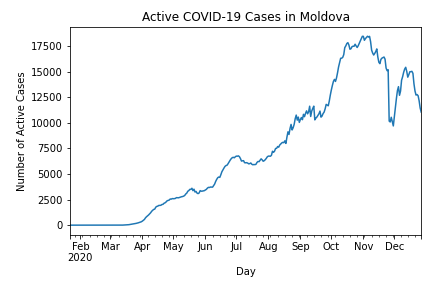 Active COVID-19 Cases in Moldova
Number of Active Cases
17500
15000
12500
10000
7500
5000
2500
0
Feb Mar Apr May Jun Jul Aug Sep Oct Nov Dec
2020
Day